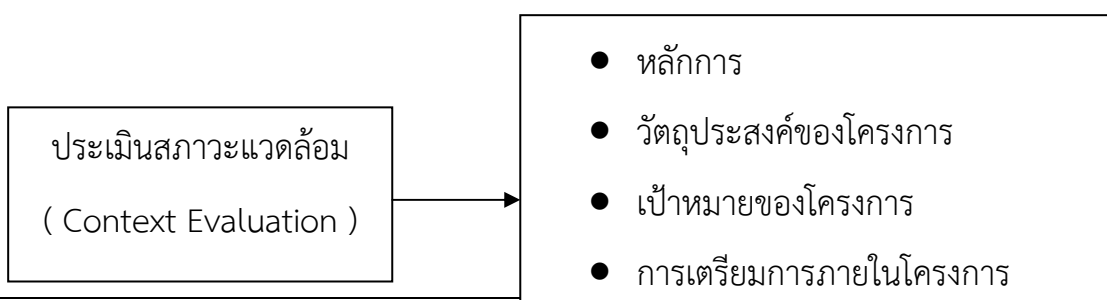 ประเมินสภาวะแวดล้อม
( Context Evaluation )
● หลักการ
● วัตถุประสงค์ของโครงการ
● เป้าหมายของโครงการ
● การเตรียมการภายในโครงการ